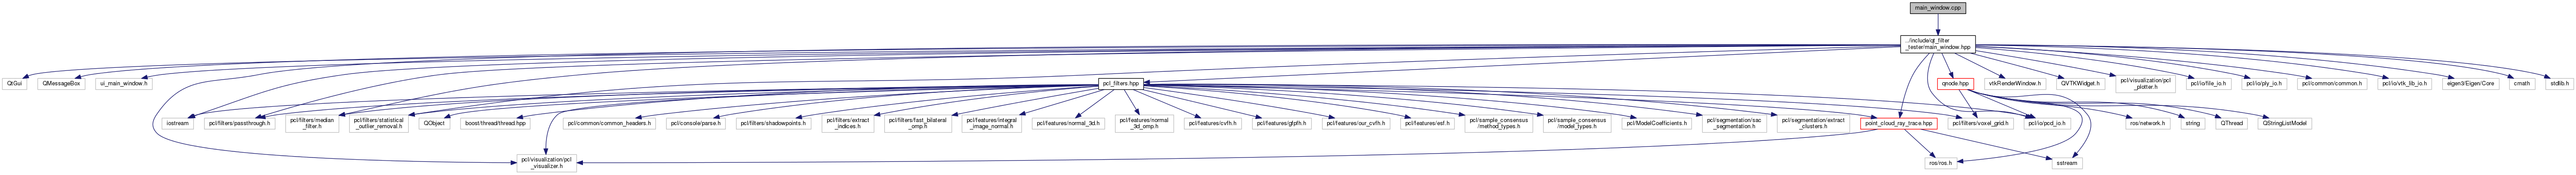 main_window.cpp
../include/qt_filter
_tester/main_window.hpp
QtGui
QMessageBox
ui_main_window.h
pcl_filters.hpp
qnode.hpp
vtkRenderWindow.h
QVTKWidget.h
pcl/visualization/pcl
_plotter.h
pcl/io/file_io.h
pcl/io/ply_io.h
pcl/common/common.h
pcl/io/vtk_lib_io.h
eigen3/Eigen/Core
cmath
stdlib.h
iostream
pcl/filters/passthrough.h
pcl/filters/median
_filter.h
pcl/filters/statistical
_outlier_removal.h
QObject
boost/thread/thread.hpp
pcl/common/common_headers.h
pcl/console/parse.h
pcl/filters/shadowpoints.h
pcl/filters/extract
_indices.h
pcl/filters/fast_bilateral
_omp.h
pcl/features/integral
_image_normal.h
pcl/features/normal_3d.h
pcl/features/normal
_3d_omp.h
pcl/features/cvfh.h
pcl/features/gfpfh.h
pcl/features/our_cvfh.h
pcl/features/esf.h
pcl/sample_consensus
/method_types.h
pcl/sample_consensus
/model_types.h
pcl/ModelCoefficients.h
pcl/segmentation/sac
_segmentation.h
pcl/segmentation/extract
_clusters.h
point_cloud_ray_trace.hpp
pcl/filters/voxel_grid.h
pcl/io/pcd_io.h
ros/network.h
string
QThread
QStringListModel
pcl/visualization/pcl
_visualizer.h
ros/ros.h
sstream